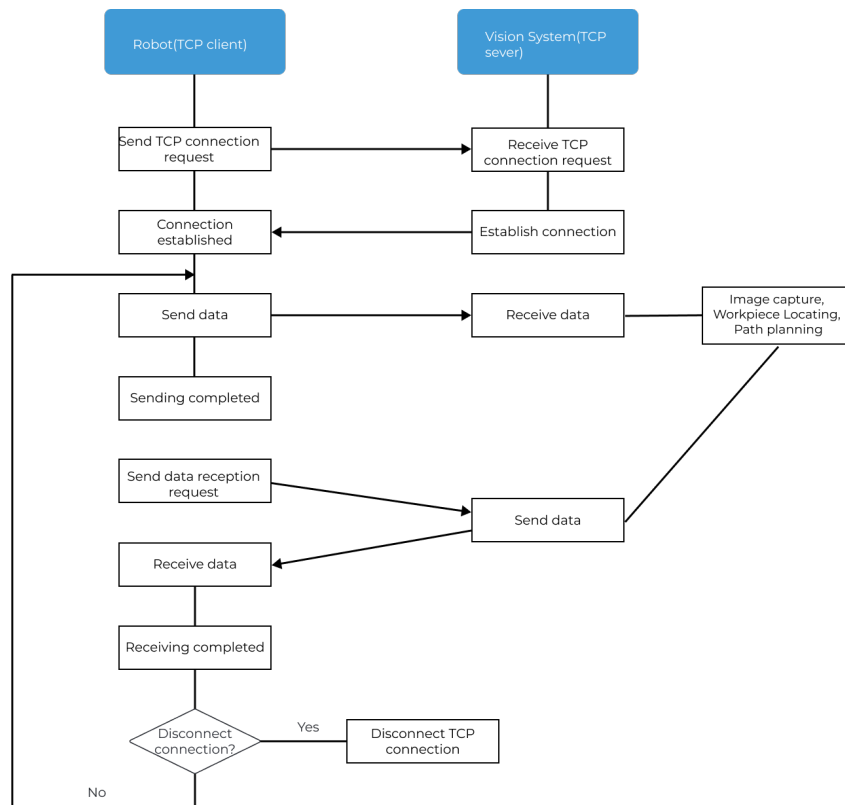 Robot(TCP client)
Vision System(TCP
sever)
Send TCP connection
request
Receive TCP
connection request
Connection
established
Establish connection
Send data
Receive data
Image capture,
Workpiece Locating,
Path planning
Sending completed
Send data reception
request
Send data
Receive data
Receiving completed
Disconnect
connection?
Yes
Disconnect TCP
connection
No